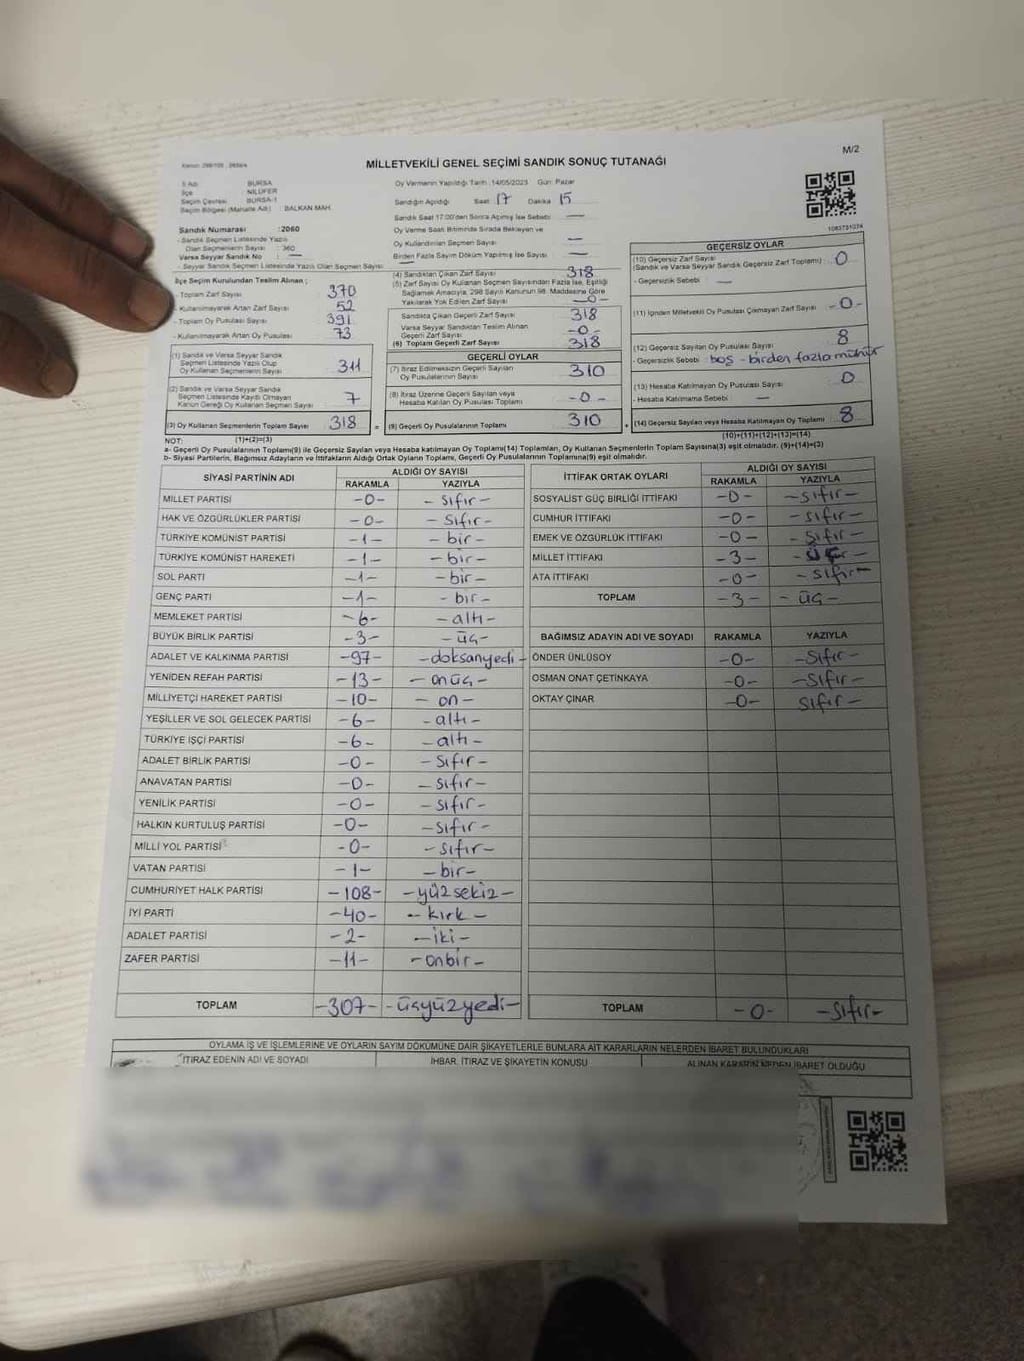 MİLLETVEKİLİ GENEL SEÇİMİ SANDIK SONUÇ TUTANAĞI
M/2
İl Adı : BURSA
İlçe : NİLÜFER
Seçim Çevresi : BURSA-1
Seçim Bölgesi (Mahalle Adı) : BALKAN MAH.
Oy Vermenin Yapıldığı Tarih :14/05/2023 Gün: Pazar
Sandığın Açıldığı Saat 17 Dakika 15
Sandık Saat 17:00'den Sonra Açılmış İse Sebebi —
Oy Verme Saati Bitiminde Sırada Bekleyen ve
Oy Kullandırılan Seçmen Sayısı —
Birden Fazla Sayım Dökümü Yapılmış İse Sayısı —
1083731034
Sandık Numarası : 2060
- Sandık Seçmen Listesinde Yazılı
Olan Seçmenlerin Sayısı : 360
Varsa Seyyar Sandık No : —
- Seyyar Sandık Seçmen Listesinde Yazılı Olan Seçmen Sayısı
İlçe Seçim Kurulundan Teslim Alınan ;
- Toplam Zarf Sayısı 370
- Kullanılmayarak Artan Zarf Sayısı 52
- Toplam Oy Pusulası Sayısı 391
- Kullanılmayarak Artan Oy Pusulası 73
(1) Sandık ve Varsa Seyyar Sandık
Seçmen Listesinde Yazılı Olup
Oy Kullanan Seçmenlerin Sayısı 311
(2) Sandık ve Varsa Seyyar Sandık
Seçmen Listesinde Kaydı Olmayan
Kanun Gereği Oy Kullanan Seçmen Sayısı 7
(3) Oy Kullanan Seçmenlerin Toplam Sayısı 318
(4) Sandıktan Çıkan Zarf Sayısı 318
(5) Zarf Sayısı Oy Kullanan Seçmen Sayısından Fazla İse, Eşitliği
Sağlamak Amacıyla, 298 Sayılı Kanunun 98. Maddesine Göre
Yakılarak Yok Edilen Zarf Sayısı -0-
Sandıkta Çıkan Geçerli Zarf Sayısı 318
Varsa Seyyar Sandıktan Teslim Alınan
Geçerli Zarf Sayısı -0-
(6) Toplam Geçerli Zarf Sayısı 318
GEÇERLİ OYLAR
(7) İtiraz Edilmeksizin Geçerli Sayılan
Oy Pusulalarının Sayısı 310
(8) İtiraz Üzerine Geçerli Sayılan veya
Hesaba Katılan Oy Pusulası Toplamı -0-
= (9) Geçerli Oy Pusulalarının Toplamı 310
GEÇERSİZ OYLAR
(10) Geçersiz Zarf Sayısı
(Sandık ve Varsa Seyyar Sandık Geçersiz Zarf Toplamı) : 0
- Geçersizlik Sebebi : —
(11) İçinden Milletvekili Oy Pusulası Çıkmayan Zarf Sayısı -0-
(12) Geçersiz Sayılan Oy Pusulası Sayısı 8
- Geçersizlik Sebebi : boş - birden fazla mühür
(13) Hesaba Katılmayan Oy Pusulası Sayısı 0
- Hesaba Katılmama Sebebi : —
+ (14) Geçersiz Sayılan veya Hesaba Katılmayan Oy Toplamı 8
NOT: (1)+(2)=(3)
(10)+(11)+(12)+(13)=(14)
a- Geçerli Oy Pusulalarının Toplamı(9) ile Geçersiz Sayılan veya Hesaba katılmayan Oy Toplamı(14) Toplamları, Oy Kullanan Seçmenlerin Toplam Sayısına(3) eşit olmalıdır. (9)+(14)=(3)
b- Siyasi Partilerin, Bağımsız Adayların ve İttifakların Aldığı Ortak Oyların Toplamı, Geçerli Oy Pusulalarının Toplamına(9) eşit olmalıdır.
SİYASİ PARTİNİN ADI ALDIĞI OY SAYISI
RAKAMLA YAZIYLA
MİLLET PARTİSİ -0- - sıfır -
HAK VE ÖZGÜRLÜKLER PARTİSİ -0- - sıfır -
TÜRKİYE KOMÜNİST PARTİSİ -1- - bir -
TÜRKİYE KOMÜNİST HAREKETİ -1- - bir -
SOL PARTİ -1- - bir -
GENÇ PARTİ -1- - bir -
MEMLEKET PARTİSİ -6- - altı -
BÜYÜK BİRLİK PARTİSİ -3- - üç -
ADALET VE KALKINMA PARTİSİ -97- - doksanyedi -
YENİDEN REFAH PARTİSİ -13- - onüç -
MİLLİYETÇİ HAREKET PARTİSİ -10- - on -
YEŞİLLER VE SOL GELECEK PARTİSİ -6- - altı -
TÜRKİYE İŞÇİ PARTİSİ -6- - altı -
ADALET BİRLİK PARTİSİ -0- - sıfır -
ANAVATAN PARTİSİ -0- - sıfır -
YENİLİK PARTİSİ -0- - sıfır -
HALKIN KURTULUŞ PARTİSİ -0- - sıfır -
MİLLİ YOL PARTİSİ -0- - sıfır -
VATAN PARTİSİ -1- - bir -
CUMHURİYET HALK PARTİSİ -108- - yüzsekiz -
İYİ PARTİ -40- - kırk -
ADALET PARTİSİ -2- - iki -
ZAFER PARTİSİ -11- - onbir -
TOPLAM -307- - üçyüzyedi -
İTTİFAK ORTAK OYLARI ALDIĞI OY SAYISI
RAKAMLA YAZIYLA
SOSYALİST GÜÇ BİRLİĞİ İTTİFAKI -0- - sıfır -
CUMHUR İTTİFAKI -0- - sıfır -
EMEK VE ÖZGÜRLÜK İTTİFAKI -0- - sıfır -
MİLLET İTTİFAKI -3- - üç -
ATA İTTİFAKI -0- - sıfır -
TOPLAM -3- - üç -
BAĞIMSIZ ADAYIN ADI VE SOYADI RAKAMLA YAZIYLA
ÖNDER ÜNLÜSOY -0- - sıfır -
OSMAN ONAT ÇETİNKAYA -0- - sıfır -
OKTAY ÇINAR -0- sıfır -
TOPLAM -0- - sıfır -
OYLAMA İŞ VE İŞLEMLERİNE VE OYLARIN SAYIM DÖKÜMÜNE DAİR ŞİKAYETLERLE BUNLARA AİT KARARLARIN NELERDEN İBARET BULUNDUKLARI
İTİRAZ EDENİN ADI VE SOYADI İHBAR, İTİRAZ VE ŞİKAYETİN KONUSU ALINAN KARARIN NEDEN İBARET OLDUĞU